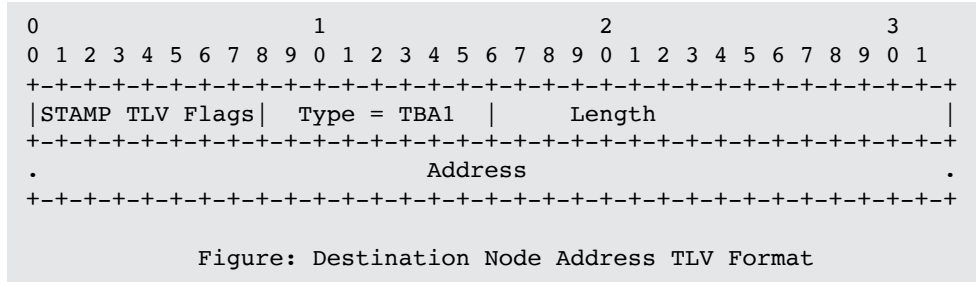 0                   1                   2                   3
0 1 2 3 4 5 6 7 8 9 0 1 2 3 4 5 6 7 8 9 0 1 2 3 4 5 6 7 8 9 0 1
+-+-+-+-+-+-+-+-+-+-+-+-+-+-+-+-+-+-+-+-+-+-+-+-+-+-+-+-+-+-+-+-+
|STAMP TLV Flags|  Type = TBA1  |     Length                    |
+-+-+-+-+-+-+-+-+-+-+-+-+-+-+-+-+-+-+-+-+-+-+-+-+-+-+-+-+-+-+-+-+
.                           Address                             .
+-+-+-+-+-+-+-+-+-+-+-+-+-+-+-+-+-+-+-+-+-+-+-+-+-+-+-+-+-+-+-+-+
Figure: Destination Node Address TLV Format